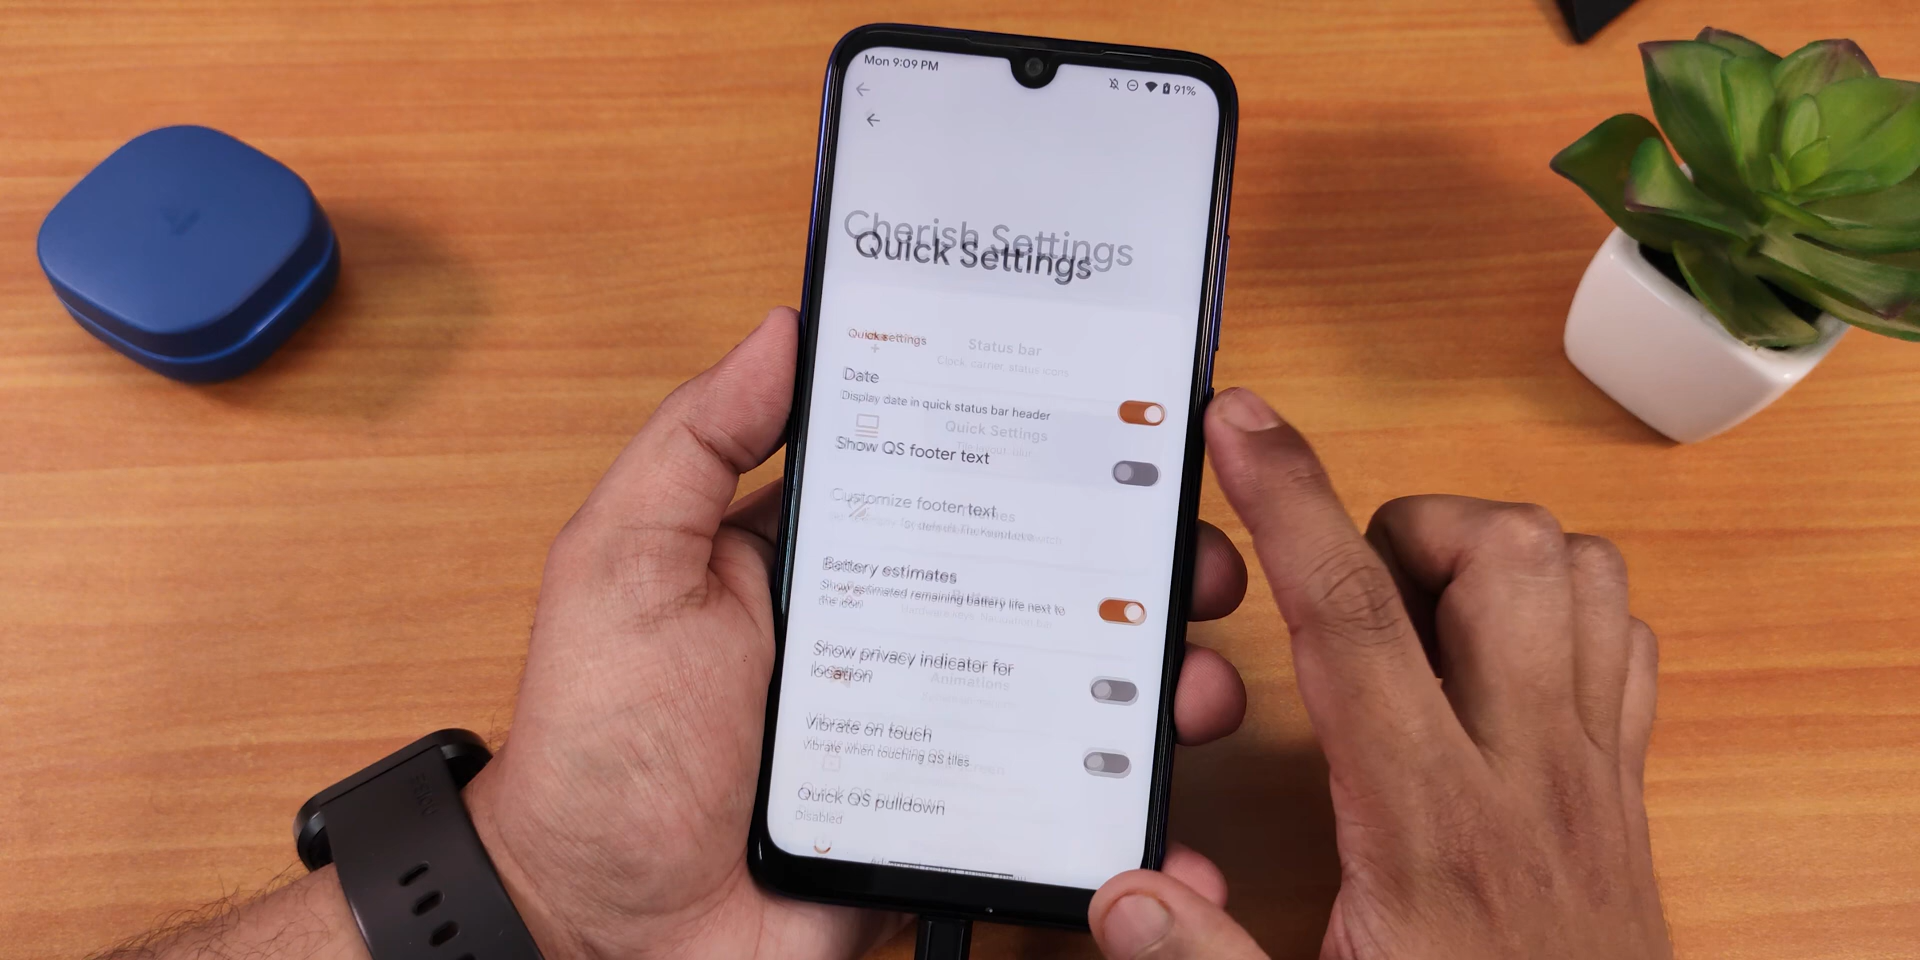 Mon 9:09 PM
91%
Cherish Settings
Quick Settings
Quick settings
Status bar
Clock, carrier, status icons
Date
Display date in quick status bar header
Quick Settings
Show QS footer text
Customize footer text
Battery estimates
Show estimated remaining battery life next to
the icon
Show privacy indicator for
location
Animations
Vibrate on touch
Vibrate when touching QS tiles
Quick QS pulldown
Disabled